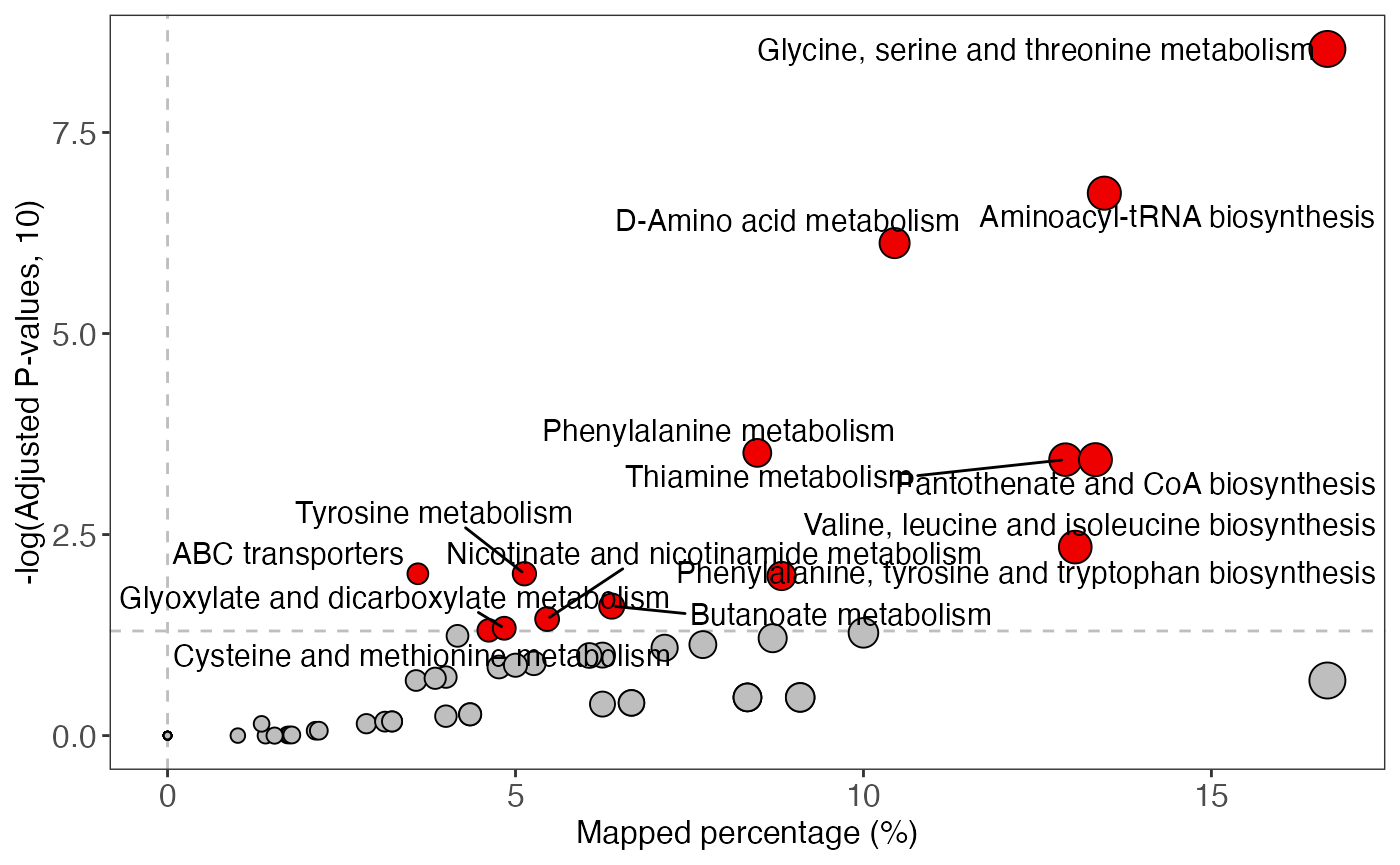 Glycine, serine and threonine metabolism
7.5
D-Amino acid metabolism
Aminoacyl-tRNA biosynthesis
-log(Adjusted P-values, 10)
5.0
Phenylalanine metabolism
Thiamine metabolism
Pantothenate and CoA biosynthesis
Tyrosine metabolism
Valine, leucine and isoleucine biosynthesis
2.5
ABC transporters
Nicotinate and nicotinamide metabolism
Phenylalanine, tyrosine and tryptophan biosynthesis
Glyoxylate and dicarboxylate metabolism
Butanoate metabolism
Cysteine and methionine metabolism
0.0
0
5
10
15
Mapped percentage (%)